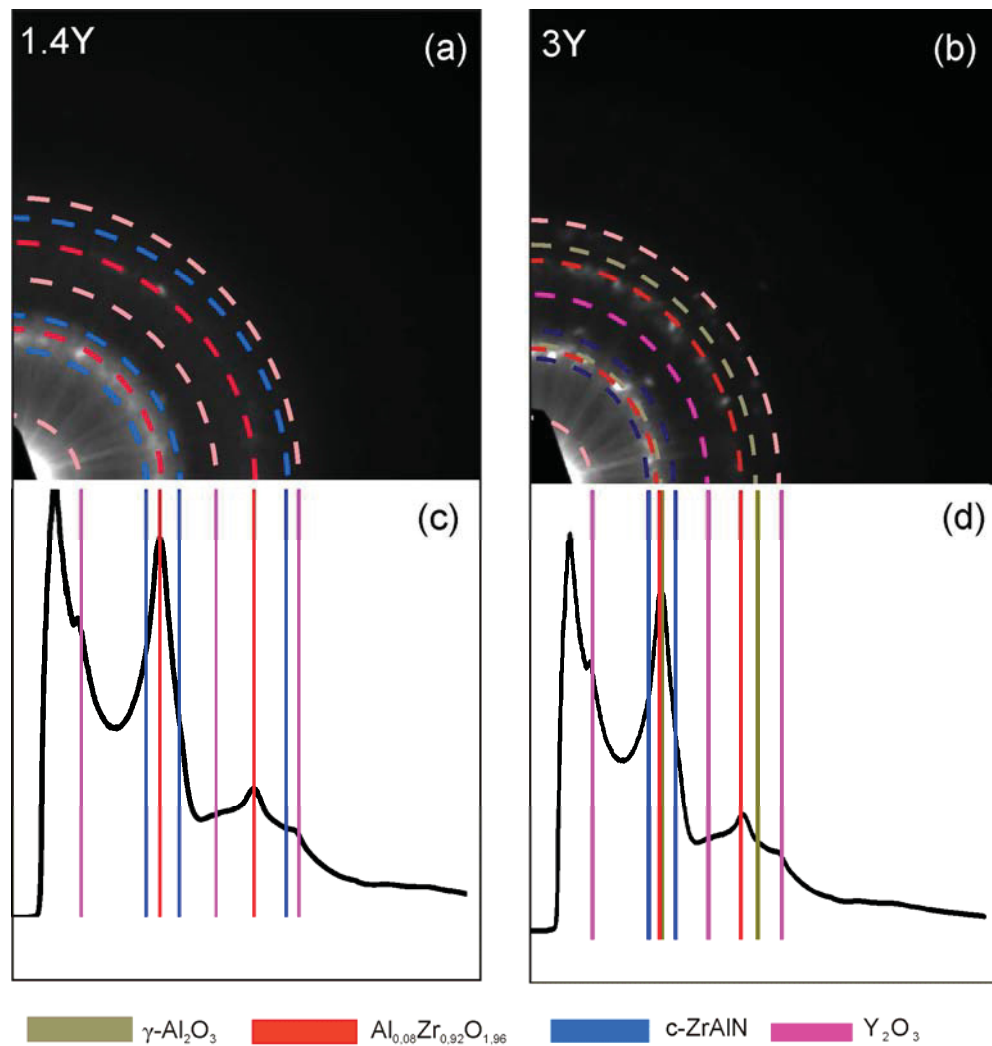 1.4Y (a)
3Y (b)
(c)
(d)
γ-Al₂O₃ Al₀,₀₈Zr₀,₉₂O₁,₉₆ c-ZrAlN Y₂O₃